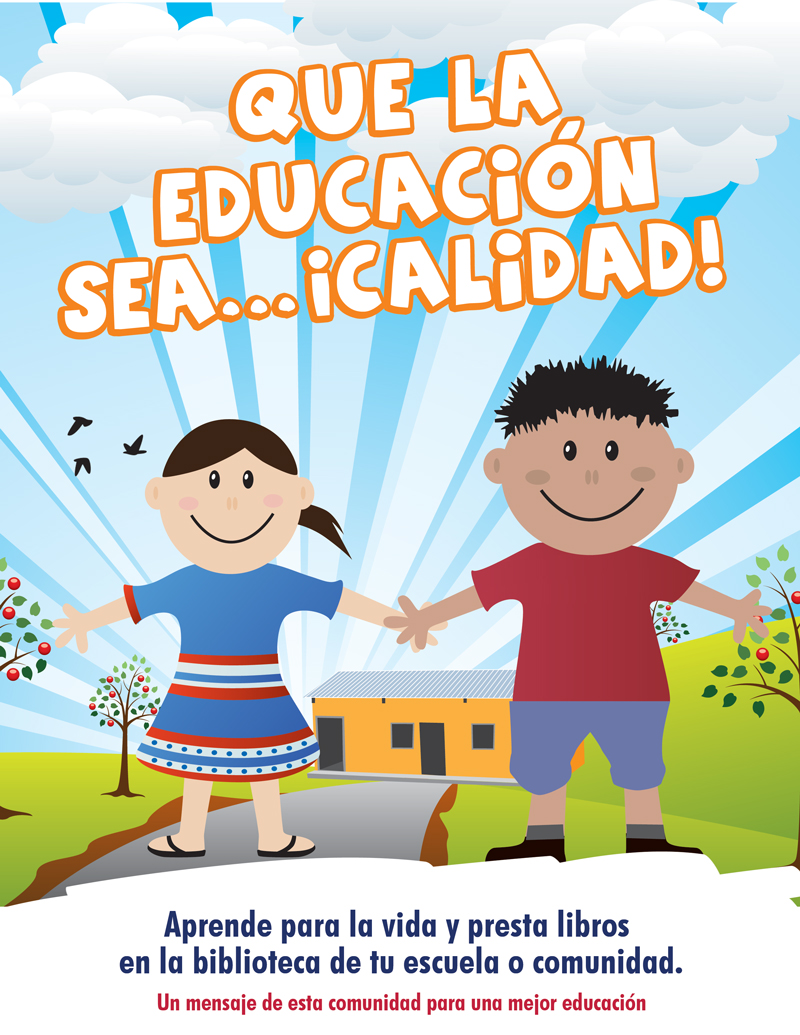 QUE LA
EDUCACIÓN
SEA... ¡CALIDAD!
Aprende para la vida y presta libros
en la biblioteca de tu escuela o comunidad.
Un mensaje de esta comunidad para una mejor educación